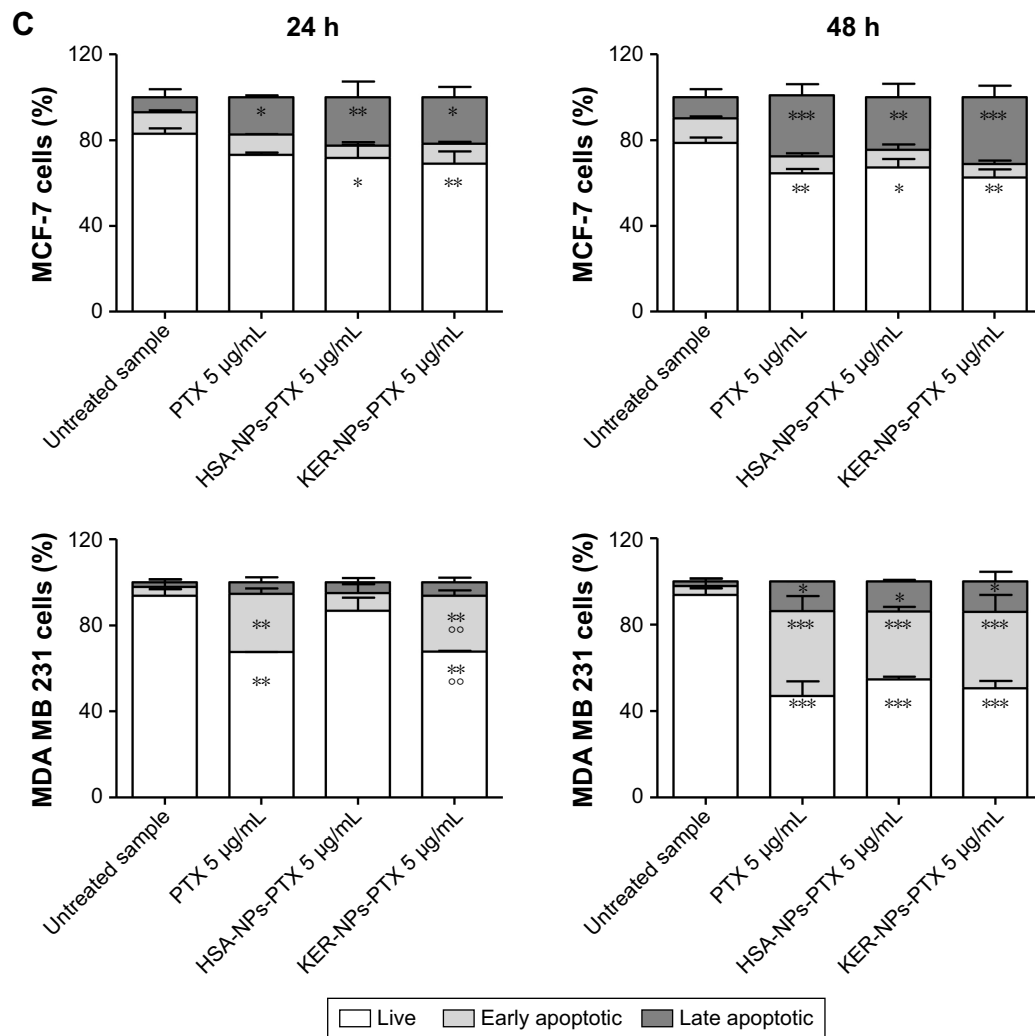 C
24 h
48 h
MCF-7 cells (%)
120
80
40
0
*
**
*
*
**
Untreated sample
PTX 5 µg/mL
HSA-NPs-PTX 5 µg/mL
KER-NPs-PTX 5 µg/mL
MCF-7 cells (%)
120
80
40
0
***
**
***
**
*
**
Untreated sample
PTX 5 µg/mL
HSA-NPs-PTX 5 µg/mL
KER-NPs-PTX 5 µg/mL
MDA MB 231 cells (%)
120
80
40
0
**
**
°°
**
**
°°
Untreated sample
PTX 5 µg/mL
HSA-NPs-PTX 5 µg/mL
KER-NPs-PTX 5 µg/mL
MDA MB 231 cells (%)
120
80
40
0
*
*
*
***
***
***
***
***
***
Untreated sample
PTX 5 µg/mL
HSA-NPs-PTX 5 µg/mL
KER-NPs-PTX 5 µg/mL
Live
Early apoptotic
Late apoptotic